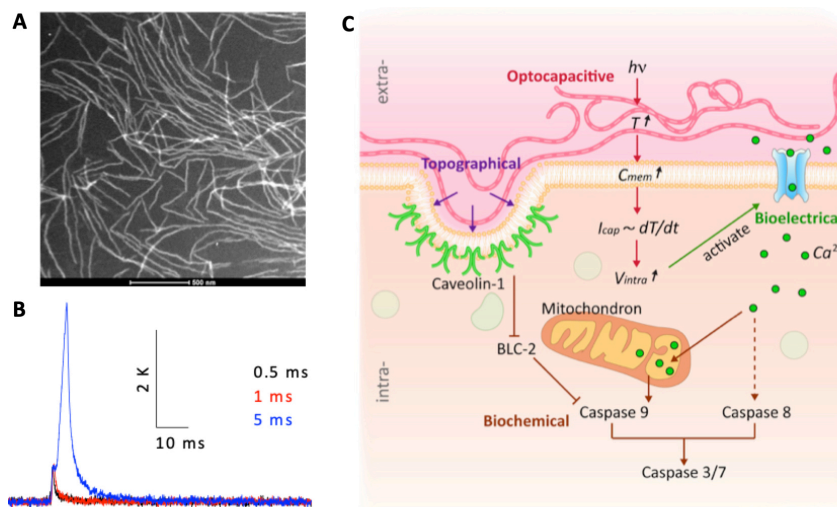 A
500 nm
B
2 K
10 ms
0.5 ms
1 ms
5 ms
C
extra-
Optocapacitive
hν
T↑
Topographical
Cmem↑
Icap ~ dT/dt
Bioelectrical
activate
Ca2
Vintra↑
Caveolin-1
Mitochondron
BLC-2
intra-
Biochemical
Caspase 9
Caspase 8
Caspase 3/7